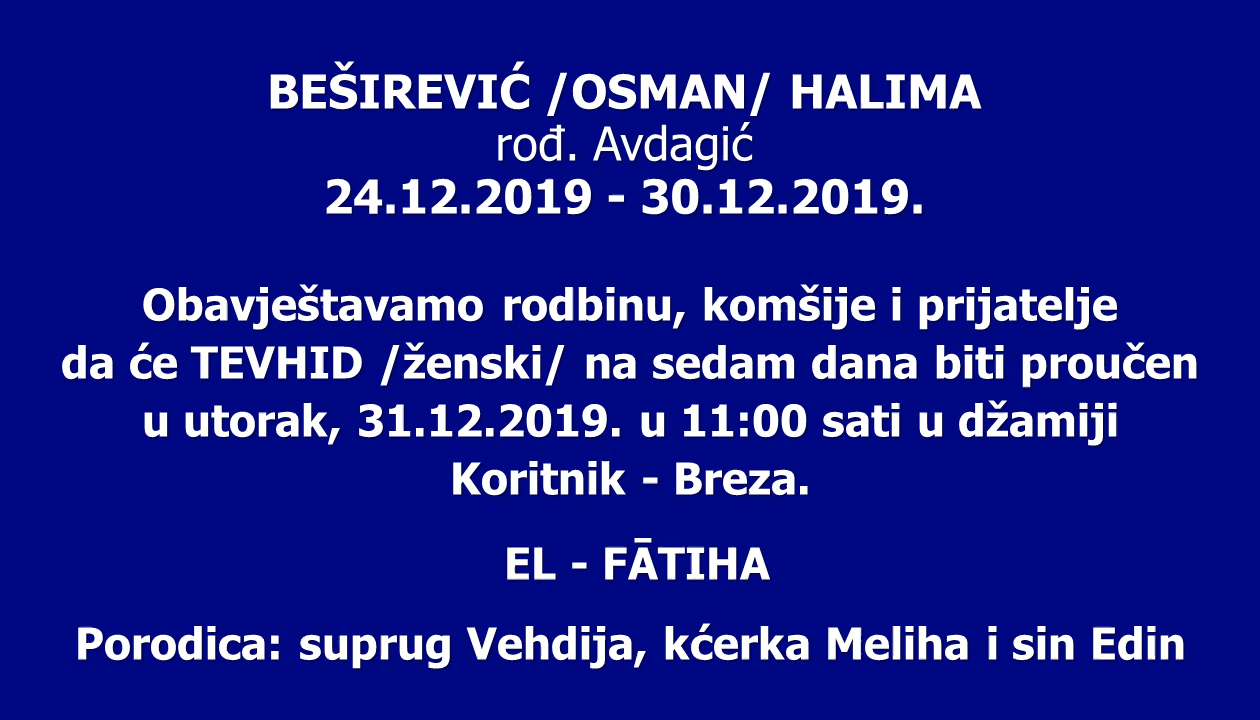 BEŠIREVIĆ /OSMAN/ HALIMA
rođ. Avdagić
24.12.2019 - 30.12.2019.
Obavještavamo rodbinu, komšije i prijatelje
da će TEVHID /ženski/ na sedam dana biti proučen
u utorak, 31.12.2019. u 11:00 sati u džamiji
Koritnik - Breza.
EL - FĀTIHA
Porodica: suprug Vehdija, kćerka Meliha i sin Edin